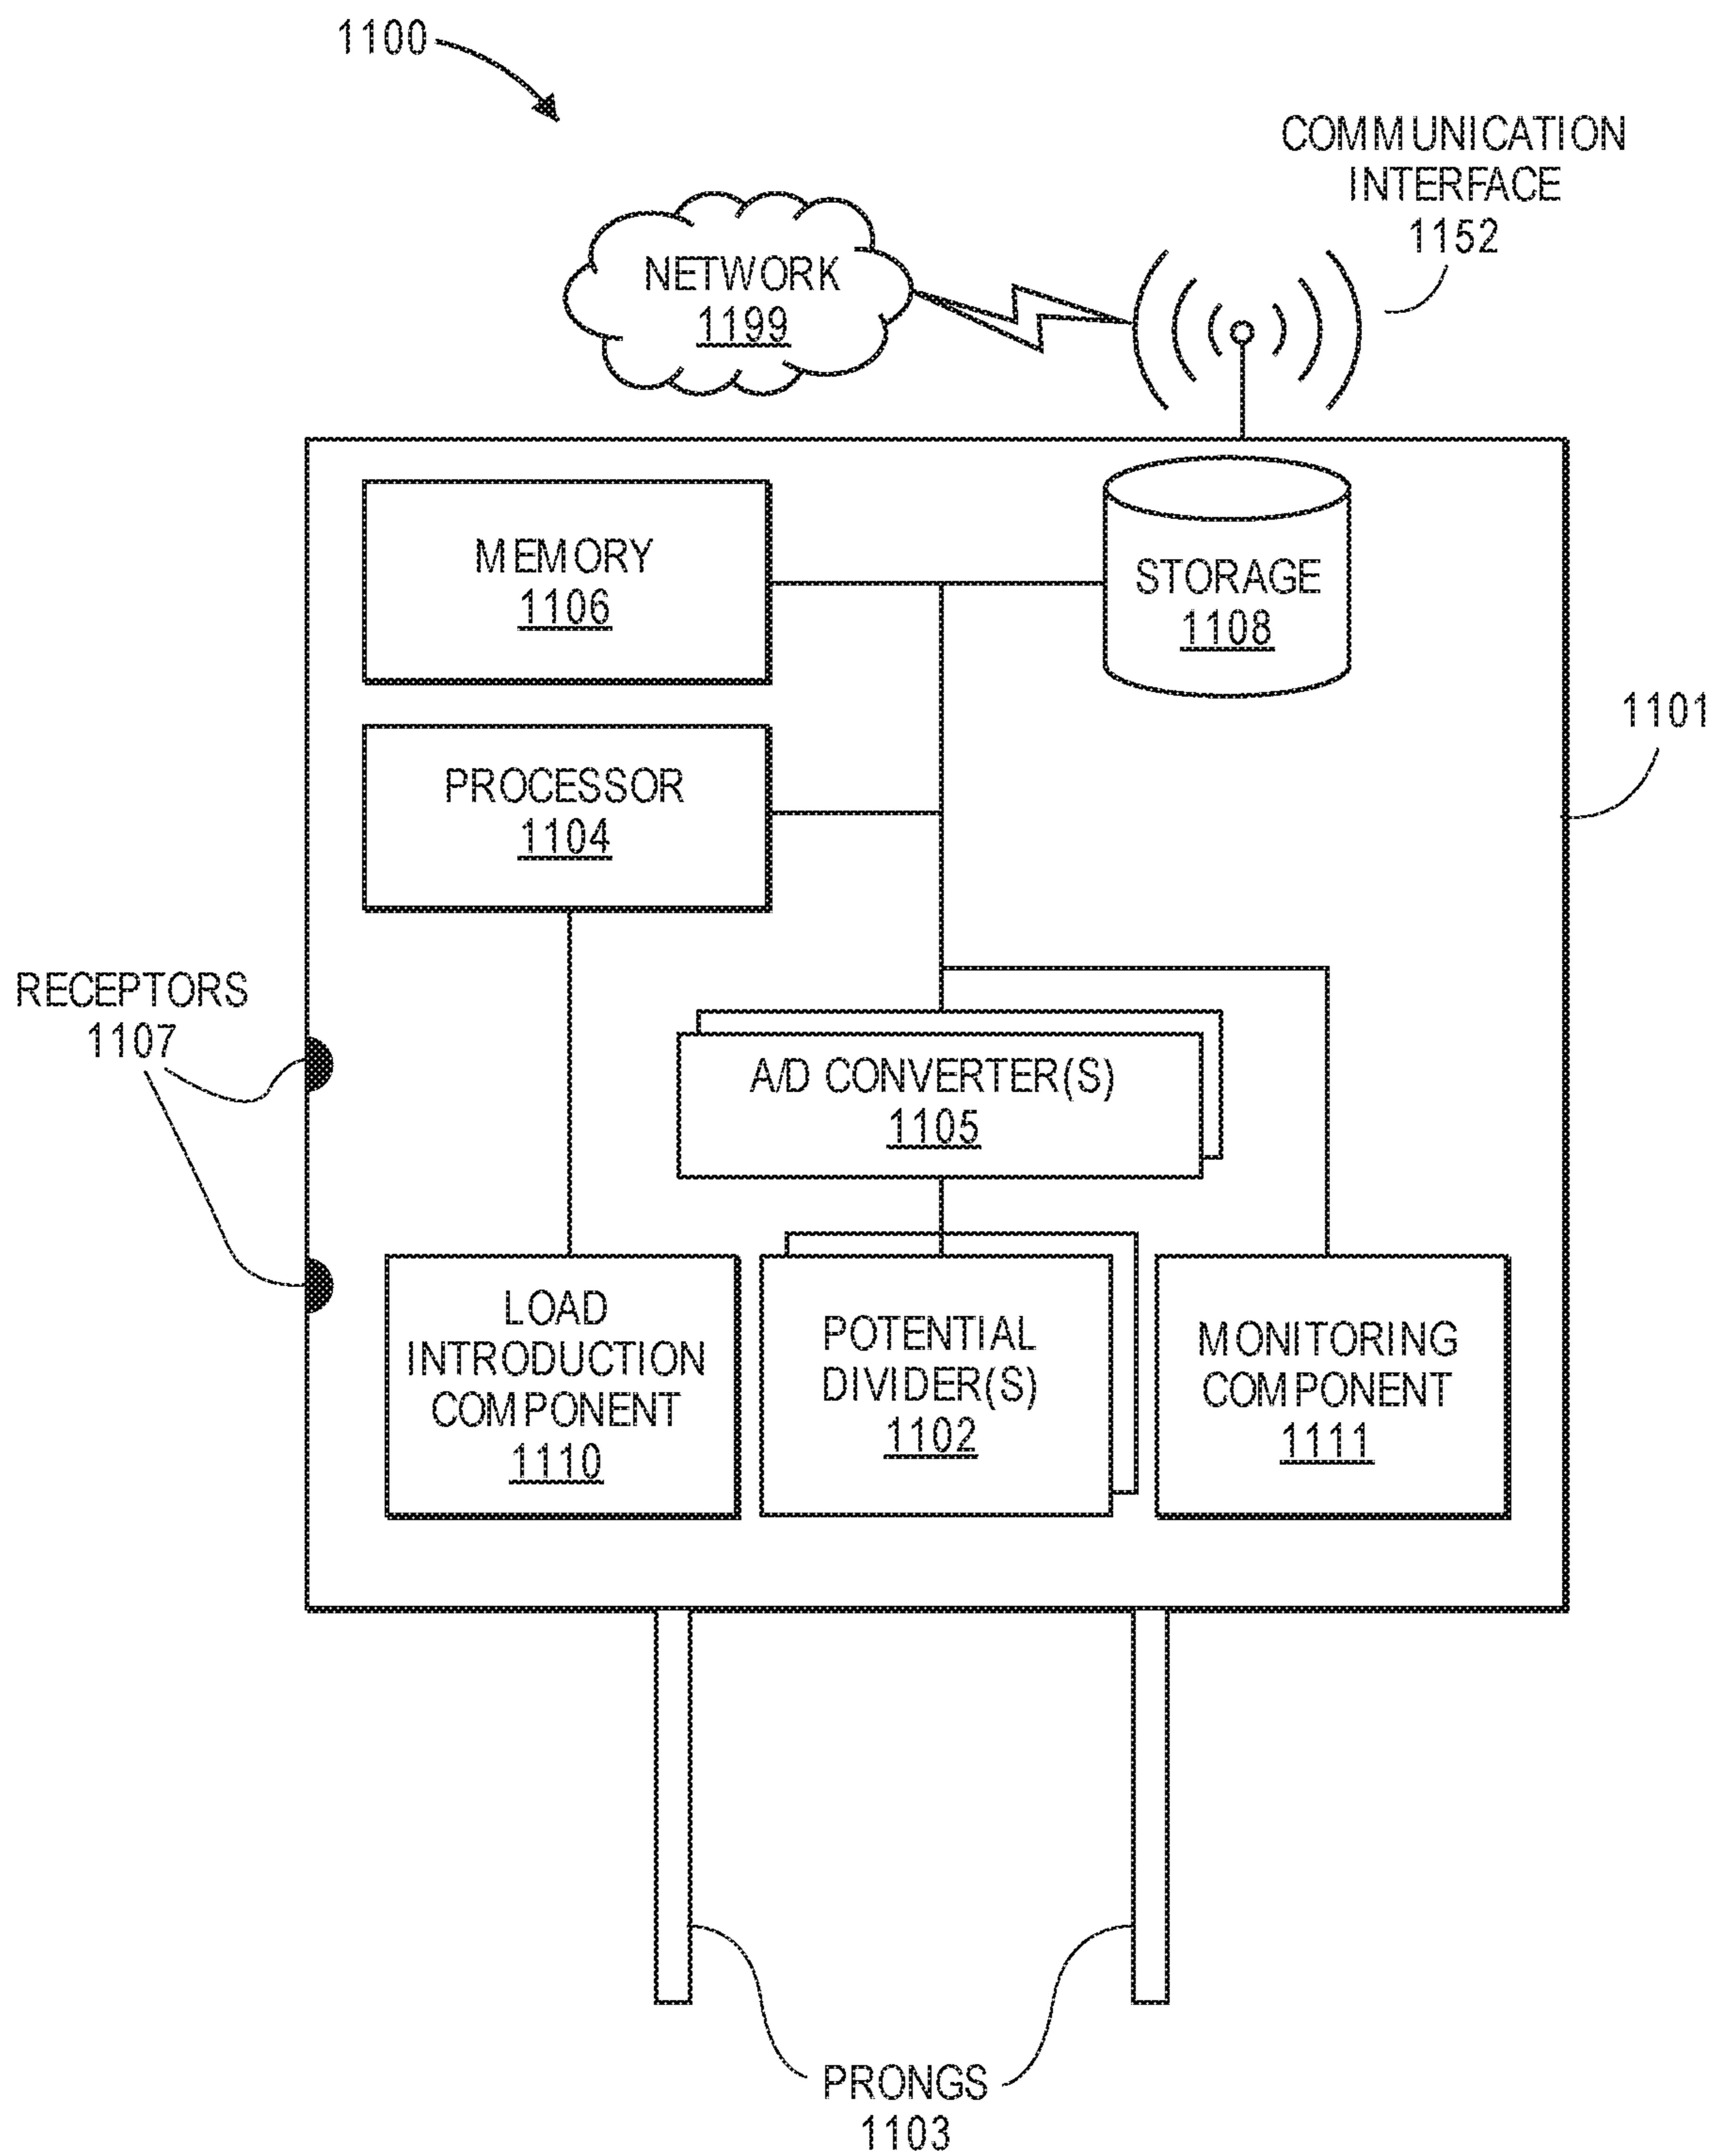 1100
COMMUNICATION
INTERFACE
1152
NETWORK
1199
MEMORY
1106
STORAGE
1108
1101
PROCESSOR
1104
RECEPTORS
1107
A/D CONVERTER(S)
1105
LOAD
INTRODUCTION
COMPONENT
1110
POTENTIAL
DIVIDER(S)
1102
MONITORING
COMPONENT
1111
PRONGS
1103